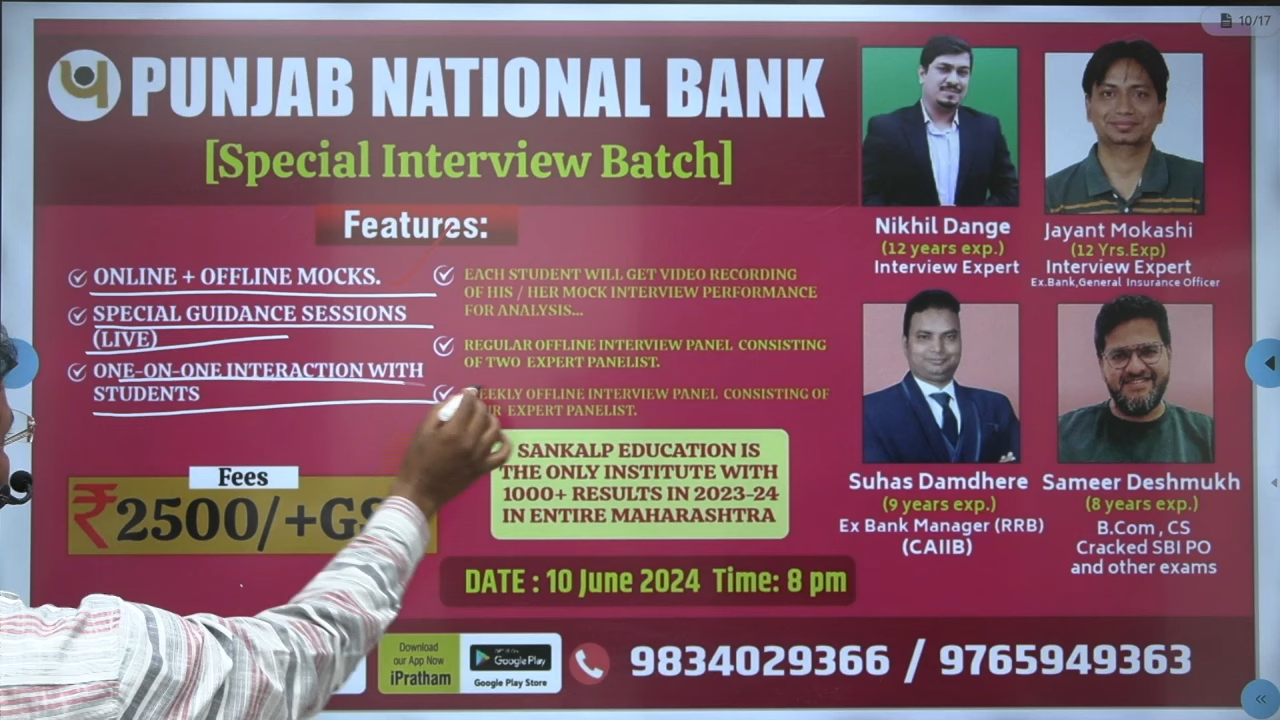 10/17
PUNJAB NATIONAL BANK
[Special Interview Batch]
Features:
ONLINE + OFFLINE MOCKS.
SPECIAL GUIDANCE SESSIONS
(LIVE)
ONE-ON-ONE INTERACTION WITH
STUDENTS
EACH STUDENT WILL GET VIDEO RECORDING
OF HIS / HER MOCK INTERVIEW PERFORMANCE
FOR ANALYSIS...
REGULAR OFFLINE INTERVIEW PANEL CONSISTING
OF TWO EXPERT PANELIST.
OFFLINE INTERVIEW PANEL CONSISTING OF
EXPERT PANELIST.
Fees
₹2500/+
SANKALP EDUCATION IS
THE ONLY INSTITUTE WITH
1000+ RESULTS IN 2023-24
IN ENTIRE MAHARASHTRA
DATE : 10 June 2024 Time: 8 pm
Nikhil Dange
(12 years exp.)
Interview Expert
Jayant Mokashi
(12 Yrs.Exp)
Interview Expert
Ex.Bank,General Insurance Officer
Suhas Damdhere
(9 years exp.)
Ex Bank Manager (RRB)
(CAIIB)
Sameer Deshmukh
(8 years exp.)
B.Com , CS
Cracked SBI PO
and other exams
Download
our App Now
iPratham
Google Play
Google Play Store
9834029366 / 9765949363